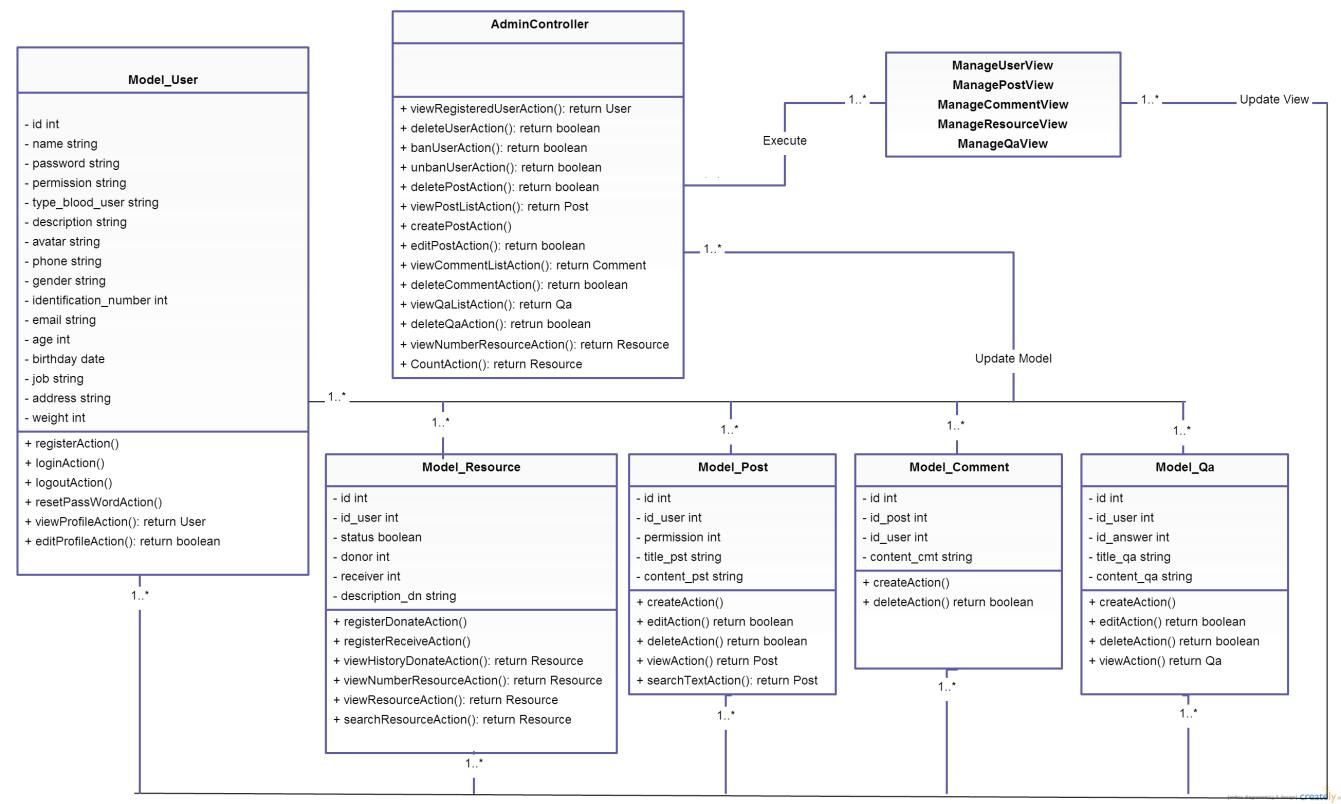 Model_User
- id int
- name string
- password string
- permission string
- type_blood_user string
- description string
- avatar string
- phone string
- gender string
- identification_number int
- email string
- age int
- birthday date
- job string
- address string
- weight int
+ registerAction()
+ loginAction()
+ logoutAction()
+ resetPassWordAction()
+ viewProfileAction(): return User
+ editProfileAction(): return boolean
1..*
1..*
AdminController
+ viewRegisteredUserAction(): return User
+ deleteUserAction(): return boolean
+ banUserAction(): return boolean
+ unbanUserAction(): return boolean
+ deletePostAction(): return boolean
+ viewPostListAction(): return Post
+ createPostAction()
+ editPostAction(): return boolean
+ viewCommentListAction(): return Comment
+ deleteCommentAction(): return boolean
+ viewQaListAction(): return Qa
+ deleteQaAction(): retrun boolean
+ viewNumberResourceAction(): return Resource
+ CountAction(): return Resource
Execute
1..*
ManageUserView
ManagePostView
ManageCommentView
ManageResourceView
ManageQaView
1..*
Update View
1..*
Update Model
1..*
Model_Resource
- id int
- id_user int
- status boolean
- donor int
- receiver int
- description_dn string
+ registerDonateAction()
+ registerReceiveAction()
+ viewHistoryDonateAction(): return Resource
+ viewNumberResourceAction(): return Resource
+ viewResourceAction(): return Resource
+ searchResourceAction(): return Resource
1..*
1..*
Model_Post
- id int
- id_user int
- permission int
- title_pst string
- content_pst string
+ createAction()
+ editAction() return boolean
+ deleteAction() return boolean
+ viewAction() return Post
+ searchTextAction(): return Post
1..*
1..*
Model_Comment
- id int
- id_post int
- id_user int
- content_cmt string
+ createAction()
+ deleteAction() return boolean
1..*
1..*
Model_Qa
- id int
- id_user int
- id_answer int
- title_qa string
- content_qa string
+ createAction()
+ editAction() return boolean
+ deleteAction() return boolean
+ viewAction() return Qa
1..*
creately